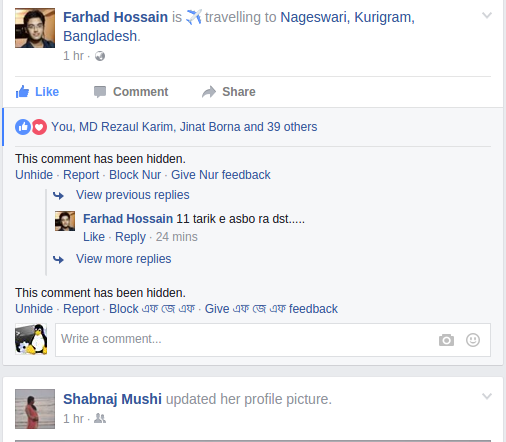 Farhad Hossain is travelling to Nageswari, Kurigram,
Bangladesh.
1 hr ·
Like Comment Share
You, MD Rezaul Karim, Jinat Borna and 39 others
This comment has been hidden.
Unhide · Report · Block Nur · Give Nur feedback
View previous replies
Farhad Hossain 11 tarik e asbo ra dst.....
Like · Reply · 24 mins
View more replies
This comment has been hidden.
Unhide · Report · Block এফ জে এফ · Give এফ জে এফ feedback
Write a comment...
Shabnaj Mushi updated her profile picture.
1 hr ·